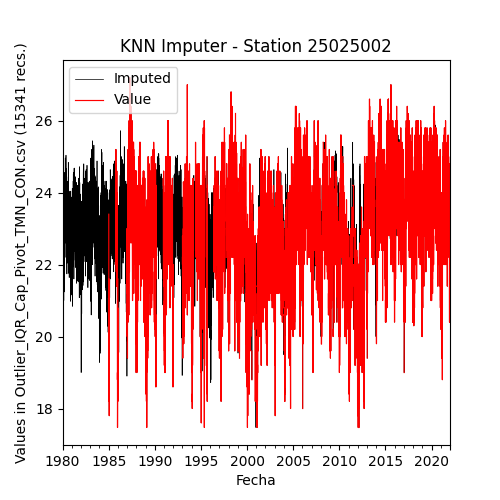 KNN Imputer - Station 25025002
Imputed
Value
Values in Outlier_IQR_Cap_Pivot_TMN_CON.csv (15341 recs.)
26
24
22
20
18
1980 1985 1990 1995 2000 2005 2010 2015 2020
Fecha